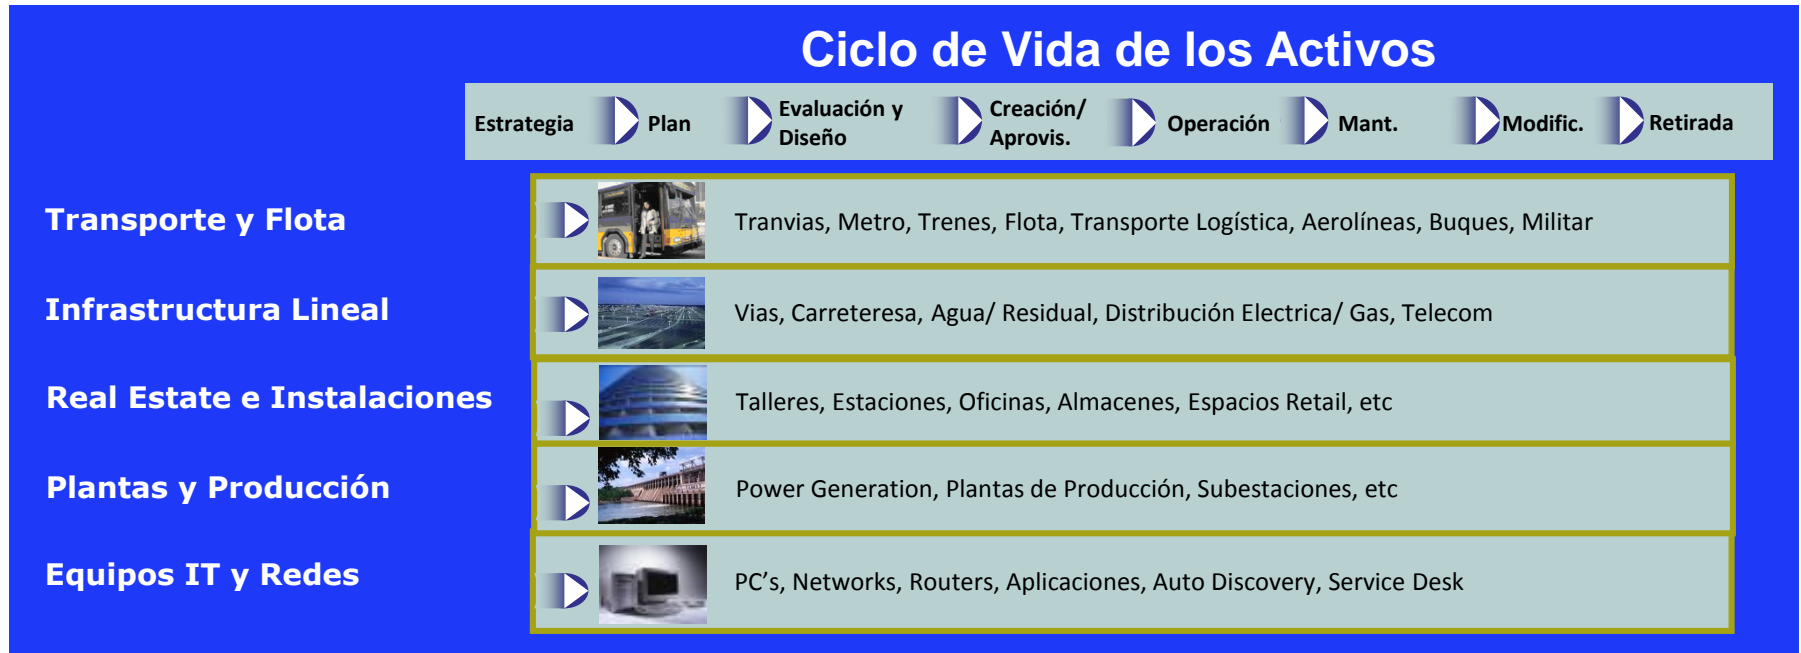 Ciclo de Vida de los Activos
Estrategia Plan Evaluación y Diseño Creación/ Aprovis. Operación Mant. Modific. Retirada
Transporte y Flota
Tranvias, Metro, Trenes, Flota, Transporte Logística, Aerolíneas, Buques, Militar
Infrastructura Lineal
Vias, Carreteresa, Agua/ Residual, Distribución Electrica/ Gas, Telecom
Real Estate e Instalaciones
Talleres, Estaciones, Oficinas, Almacenes, Espacios Retail, etc
Plantas y Producción
Power Generation, Plantas de Producción, Subestaciones, etc
Equipos IT y Redes
PC’s, Networks, Routers, Aplicaciones, Auto Discovery, Service Desk